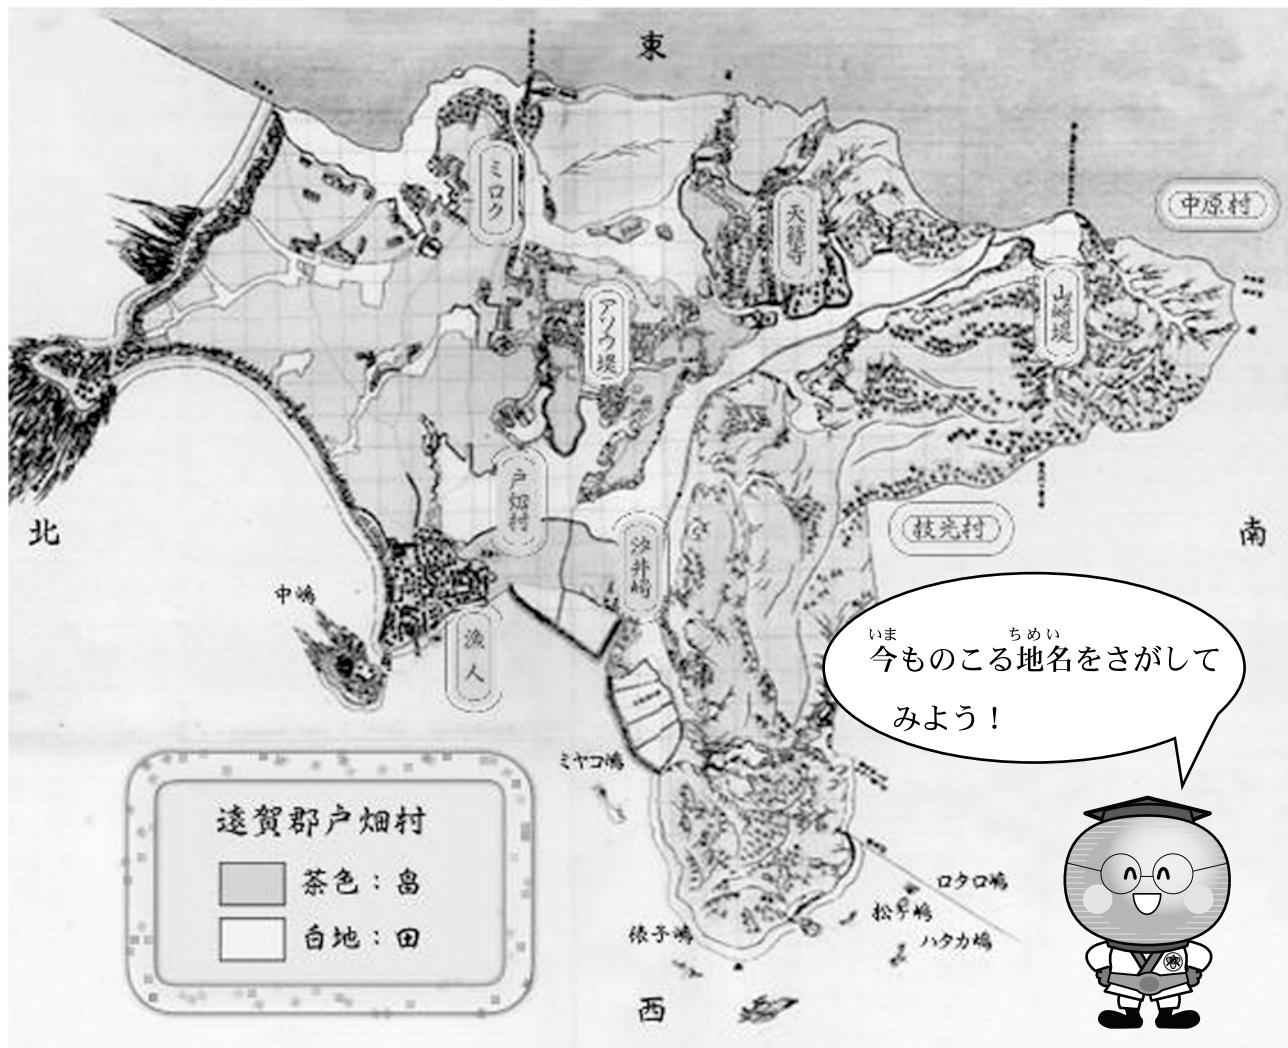 東
ミロク
天籟寺
中原村
アソウ堤
山崎堤
戸畑村
汐井崎
枝光村
北
南
中嶋
漁人
今ものこる地名をさがして
いま
ちめい
みよう！
ミヤコ嶋
遠賀郡戸畑村
茶色：畠
白地：田
ロタロ嶋
松ケ嶋
ハタカ嶋
俵子嶋
西